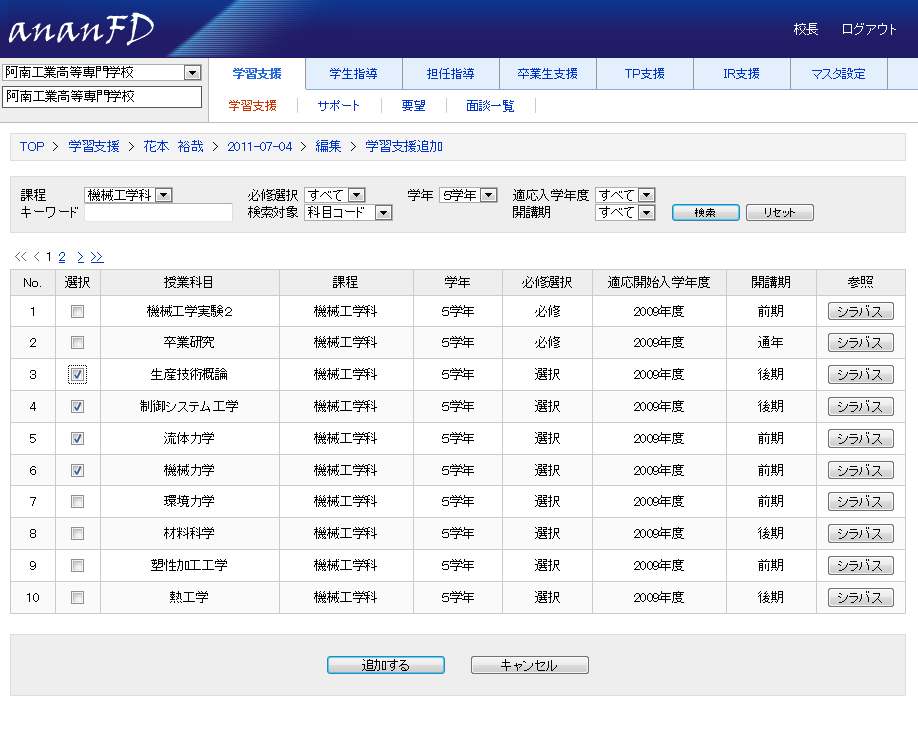 ananFD
校長 ログアウト
阿南工業高等専門学校
阿南工業高等専門学校
学習支援 学生指導 担任指導 卒業生支援 TP支援 IR支援 マスタ設定
学習支援 サポート 要望 面談一覧
TOP > 学習支援 > 花本 裕哉 > 2011-07-04 > 編集 > 学習支援追加
課程 機械工学科 必修選択 すべて 学年 5学年 適応入学年度 すべて
キーワード 検索対象 科目コード 開講期 すべて 検索 リセット
<< < 1 2 > >>
No. 選択 授業科目 課程 学年 必修選択 適応開始入学年度 開講期 参照
1 機械工学実験2 機械工学科 5学年 必修 2009年度 前期 シラバス
2 卒業研究 機械工学科 5学年 必修 2009年度 通年 シラバス
3 生産技術概論 機械工学科 5学年 選択 2009年度 後期 シラバス
4 制御システム工学 機械工学科 5学年 選択 2009年度 後期 シラバス
5 流体力学 機械工学科 5学年 選択 2009年度 前期 シラバス
6 機械力学 機械工学科 5学年 選択 2009年度 前期 シラバス
7 環境力学 機械工学科 5学年 選択 2009年度 前期 シラバス
8 材料科学 機械工学科 5学年 選択 2009年度 後期 シラバス
9 塑性加工工学 機械工学科 5学年 選択 2009年度 前期 シラバス
10 熱工学 機械工学科 5学年 選択 2009年度 後期 シラバス
追加する キャンセル